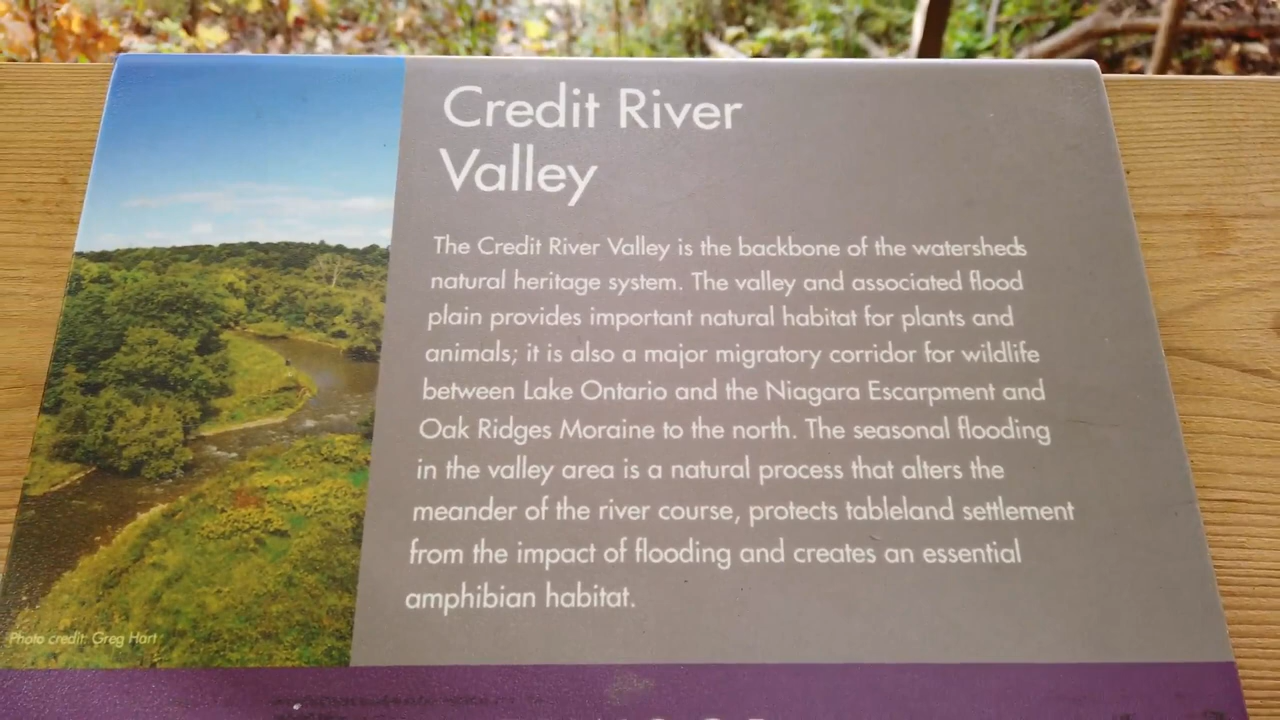 Credit River
Valley
The Credit River Valley is the backbone of the watersheds
natural heritage system. The valley and associated flood
plain provides important natural habitat for plants and
animals; it is also a major migratory corridor for wildlife
between Lake Ontario and the Niagara Escarpment and
Oak Ridges Moraine to the north. The seasonal flooding
in the valley area is a natural process that alters the
meander of the river course, protects tableland settlement
from the impact of flooding and creates an essential
amphibian habitat.
Photo credit: Greg Hart